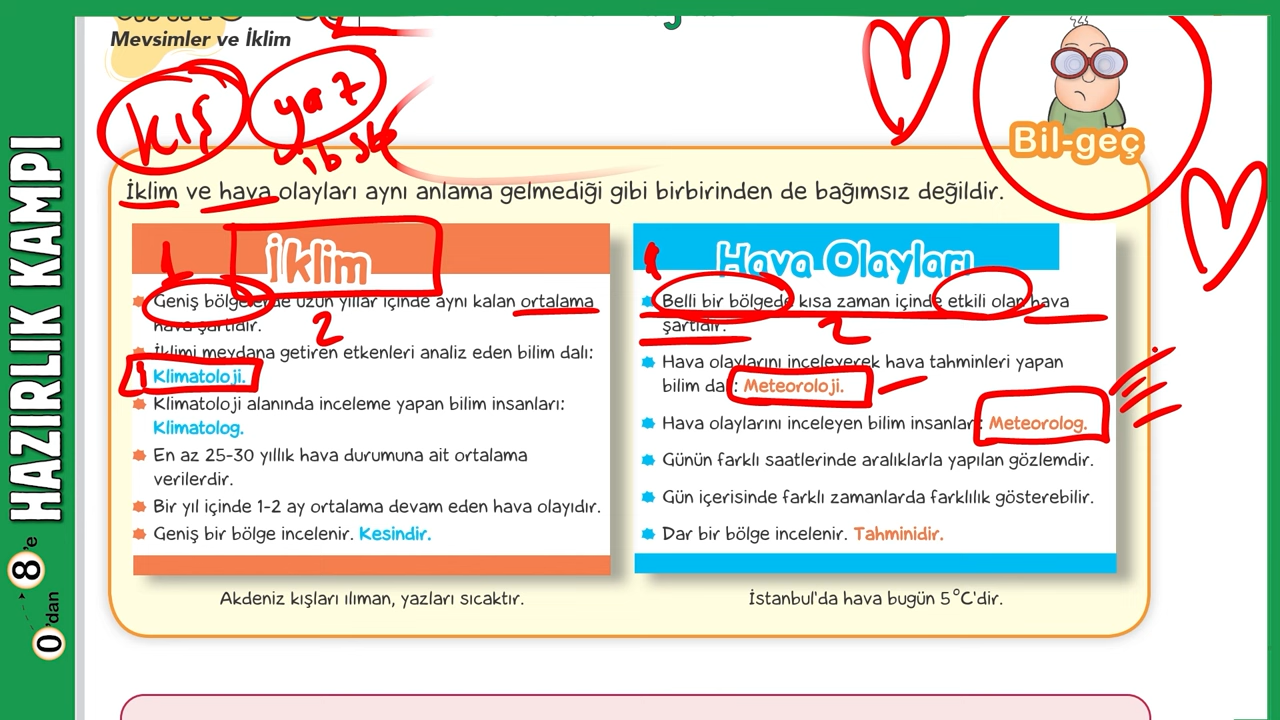 Mevsimler ve İklim
kış yaz
Bil-geç
İklim ve hava olayları aynı anlama gelmediği gibi birbirinden de bağımsız değildir.
1 İklim
Geniş bölgelerde uzun yıllar içinde aynı kalan ortalama
hava şartıdır. 2
İklimi meydana getiren etkenleri analiz eden bilim dalı:
Klimatoloji.
Klimatoloji alanında inceleme yapan bilim insanları:
Klimatolog.
En az 25-30 yıllık hava durumuna ait ortalama
verilerdir.
Bir yıl içinde 1-2 ay ortalama devam eden hava olayıdır.
Geniş bir bölge incelenir. Kesindir.
Akdeniz kışları ılıman, yazları sıcaktır.
1 Hava Olayları
Belli bir bölgede kısa zaman içinde etkili olan hava
şartıdır. 2
Hava olaylarını inceleyerek hava tahminleri yapan
bilim dalı: Meteoroloji.
Hava olaylarını inceleyen bilim insanları: Meteorolog.
Günün farklı saatlerinde aralıklarla yapılan gözlemdir.
Gün içerisinde farklı zamanlarda farklılık gösterebilir.
Dar bir bölge incelenir. Tahminidir.
İstanbul'da hava bugün 5°C'dir.
0'dan 8'e HAZIRLIK KAMPI